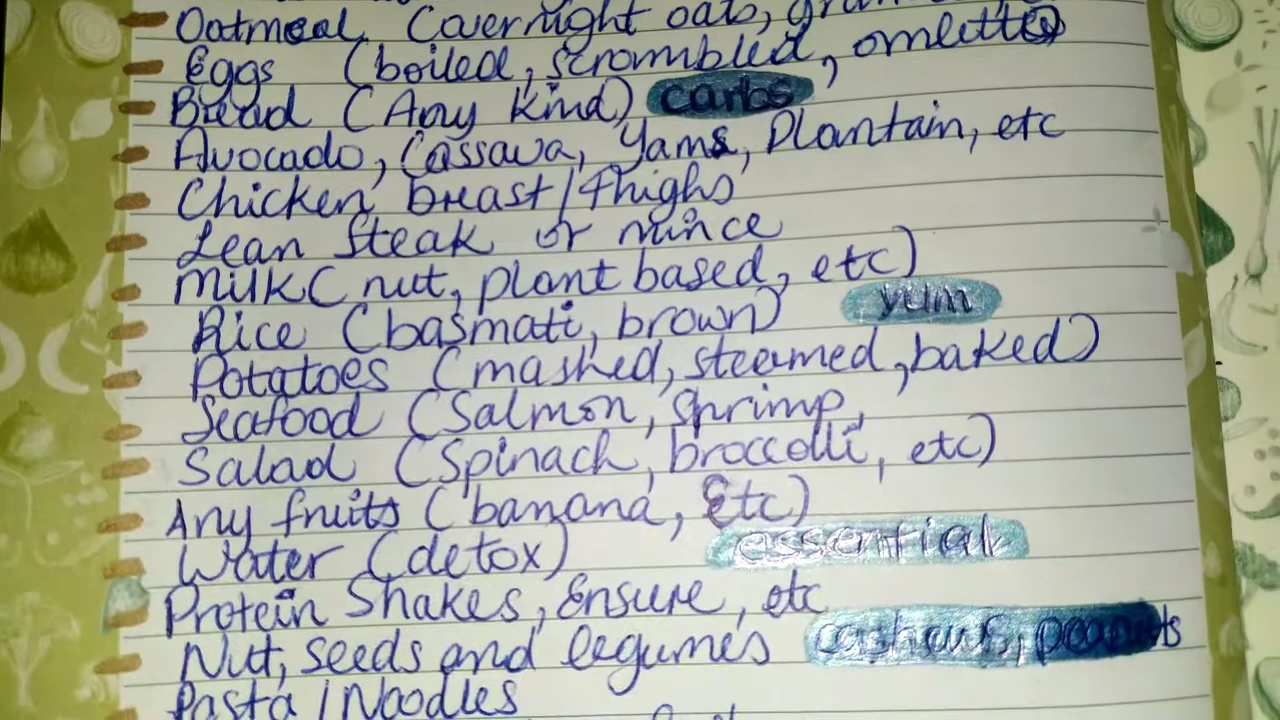 Oatmeal (overnight oats,
Eggs (boiled, scrambled, omlette)
Bread (Any kind) carbs
Avocado, Cassava, Yams, Plantain, etc
Chicken breast/Thighs
Lean Steak or mince
Milk (nut, plant based, etc)
Rice (basmati, brown) yum
Potatoes (mashed, steamed, baked)
Seafood (Salmon, Shrimp,
Salad (Spinach, broccolli, etc)
Any fruits (banana, Etc)
Water (detox) essential
Protein Shakes, Ensure, etc
Nut, seeds and legumes cashews, peanuts
Pasta/Noodles